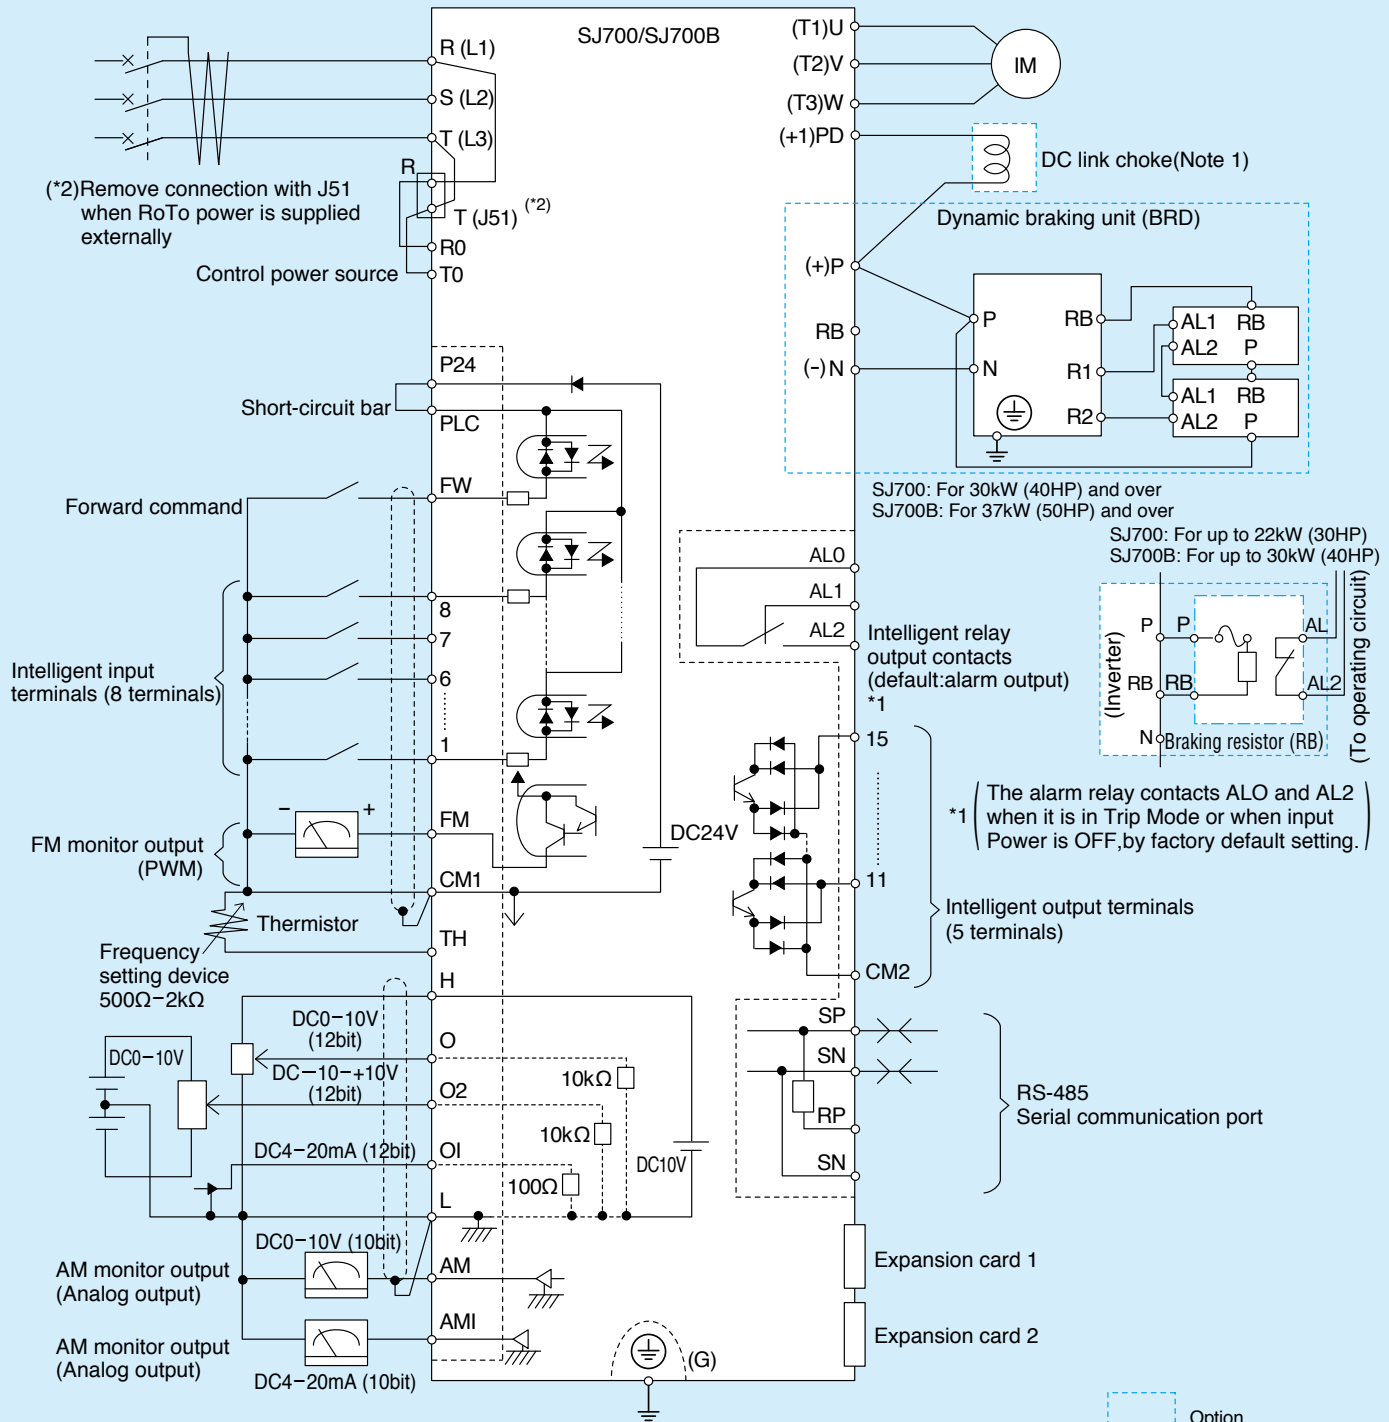 SJ700/SJ700B
R (L1)
S (L2)
T (L3)
R
T (J51) (*2)
R0
T0
(*2)Remove connection with J51
when RoTo power is supplied
externally
Control power source
P24
Short-circuit bar
PLC
FW
Forward command
8
7
6
1
Intelligent input
terminals (8 terminals)
−
+
FM
FM monitor output
(PWM)
CM1
Thermistor
TH
Frequency
setting device
500Ω−2kΩ
H
DC0−10V
(12bit)
O
DC0−10V
DC−10−+10V
(12bit)
O2
DC4−20mA (12bit)
OI
L
DC0−10V (10bit)
AM monitor output
(Analog output)
AM
AMI
AM monitor output
(Analog output)
DC4−20mA (10bit)
DC24V
10kΩ
10kΩ
100Ω
DC10V
(G)
(T1)U
(T2)V
(T3)W
IM
(+1)PD
DC link choke(Note 1)
Dynamic braking unit (BRD)
(+)P
RB
(−)N
P
N
RB
R1
R2
AL1 RB
AL2 P
AL1 RB
AL2 P
SJ700: For 30kW (40HP) and over
SJ700B: For 37kW (50HP) and over
SJ700: For up to 22kW (30HP)
SJ700B: For up to 30kW (40HP)
AL0
AL1
AL2
Intelligent relay
output contacts
(default:alarm output)
*1
(Inverter)
P
P
RB
RB
N
AL
AL2
Braking resistor (RB)
(To operating circuit)
*1
The alarm relay contacts ALO and AL2
when it is in Trip Mode or when input
Power is OFF,by factory default setting.
15
11
CM2
Intelligent output terminals
(5 terminals)
SP
SN
RP
SN
RS-485
Serial communication port
Expansion card 1
Expansion card 2
Option